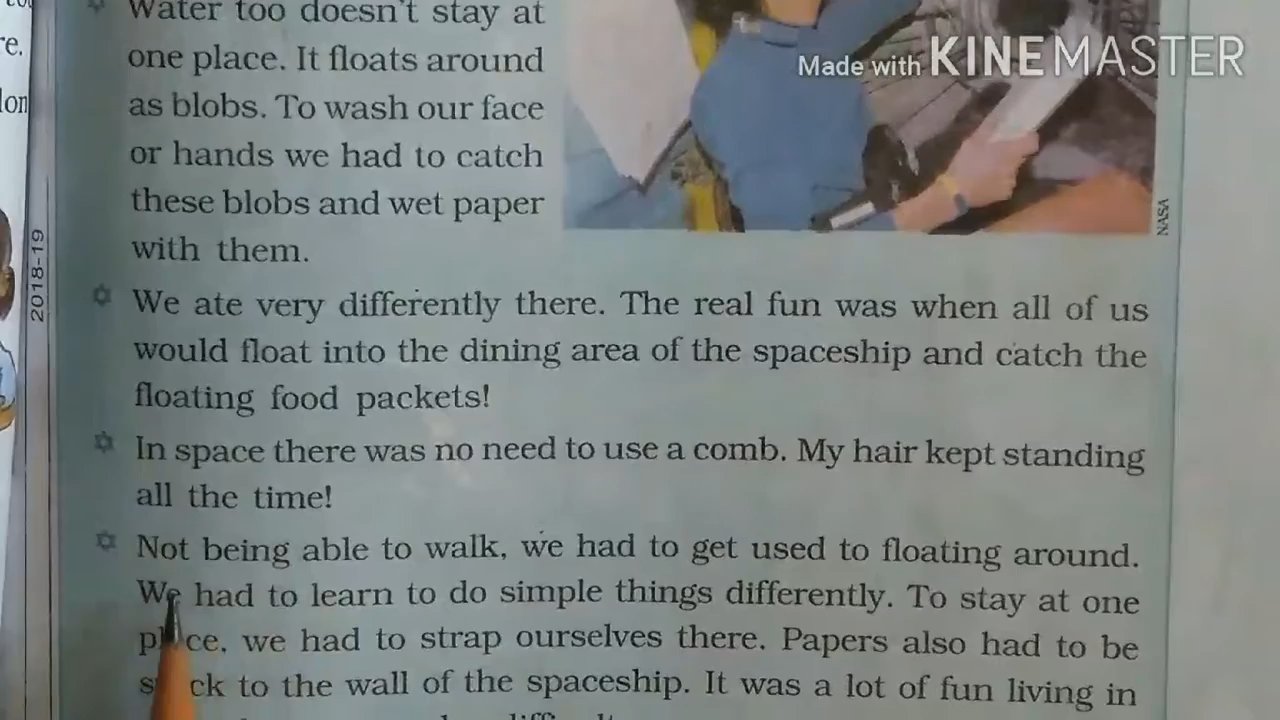 re.
Water too doesn't stay at
one place. It floats around
as blobs. To wash our face
or hands we had to catch
these blobs and wet paper
with them.
Made with KINEMASTER
NASA
2018-19
We ate very differently there. The real fun was when all of us
would float into the dining area of the spaceship and catch the
floating food packets!
In space there was no need to use a comb. My hair kept standing
all the time!
Not being able to walk, we had to get used to floating around.
We had to learn to do simple things differently. To stay at one
place, we had to strap ourselves there. Papers also had to be
stuck to the wall of the spaceship. It was a lot of fun living in